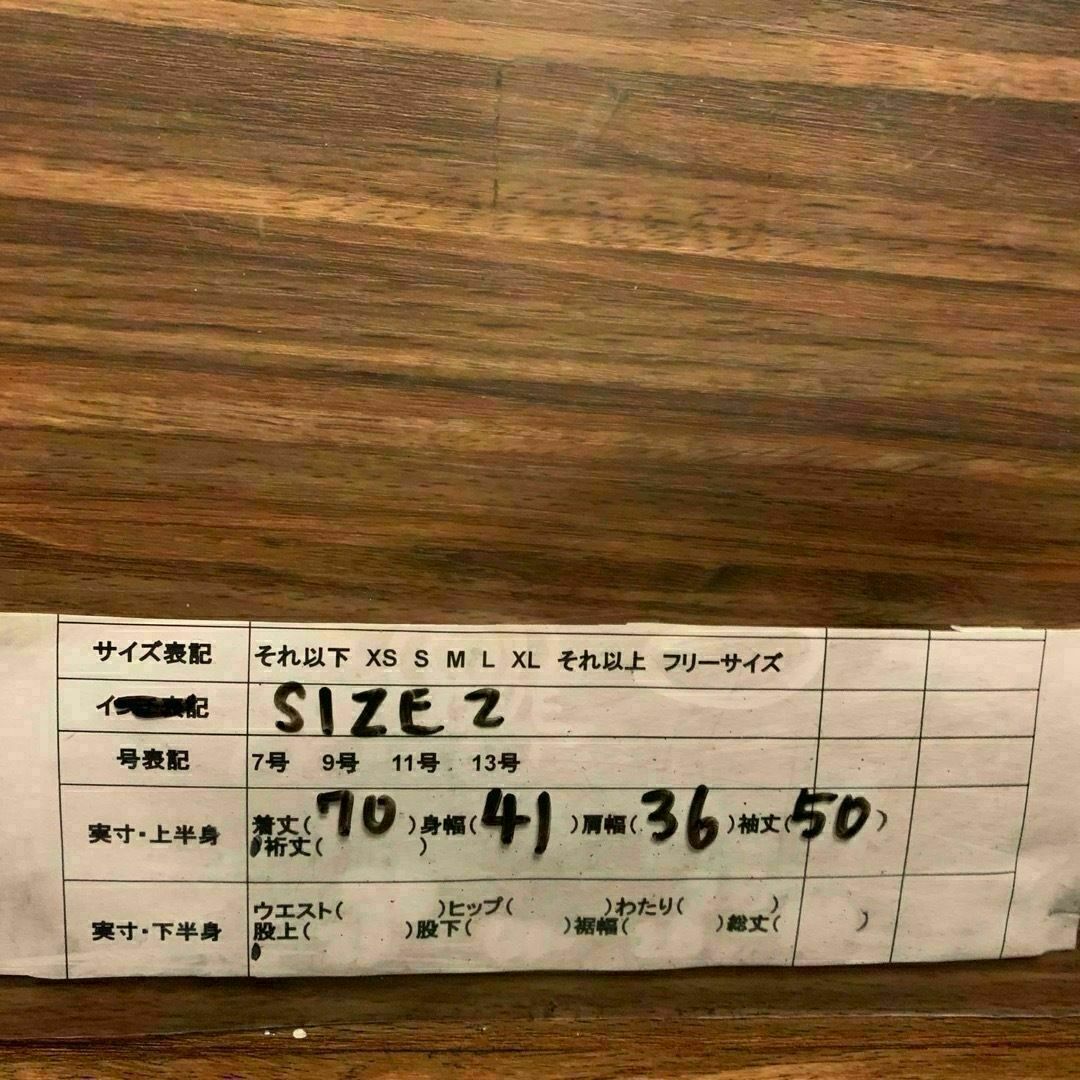 サイズ表記 それ以下 XS S M L XL それ以上 フリーサイズ
表記 SIZE 2
号表記 7号 9号 11号 13号
実寸・上半身 着丈(70)身幅(41)肩幅(36)袖丈(50)
裄丈( )
実寸・下半身 ウエスト( )ヒップ( )わたり( )
股上( )股下( )裾幅( )総丈( )